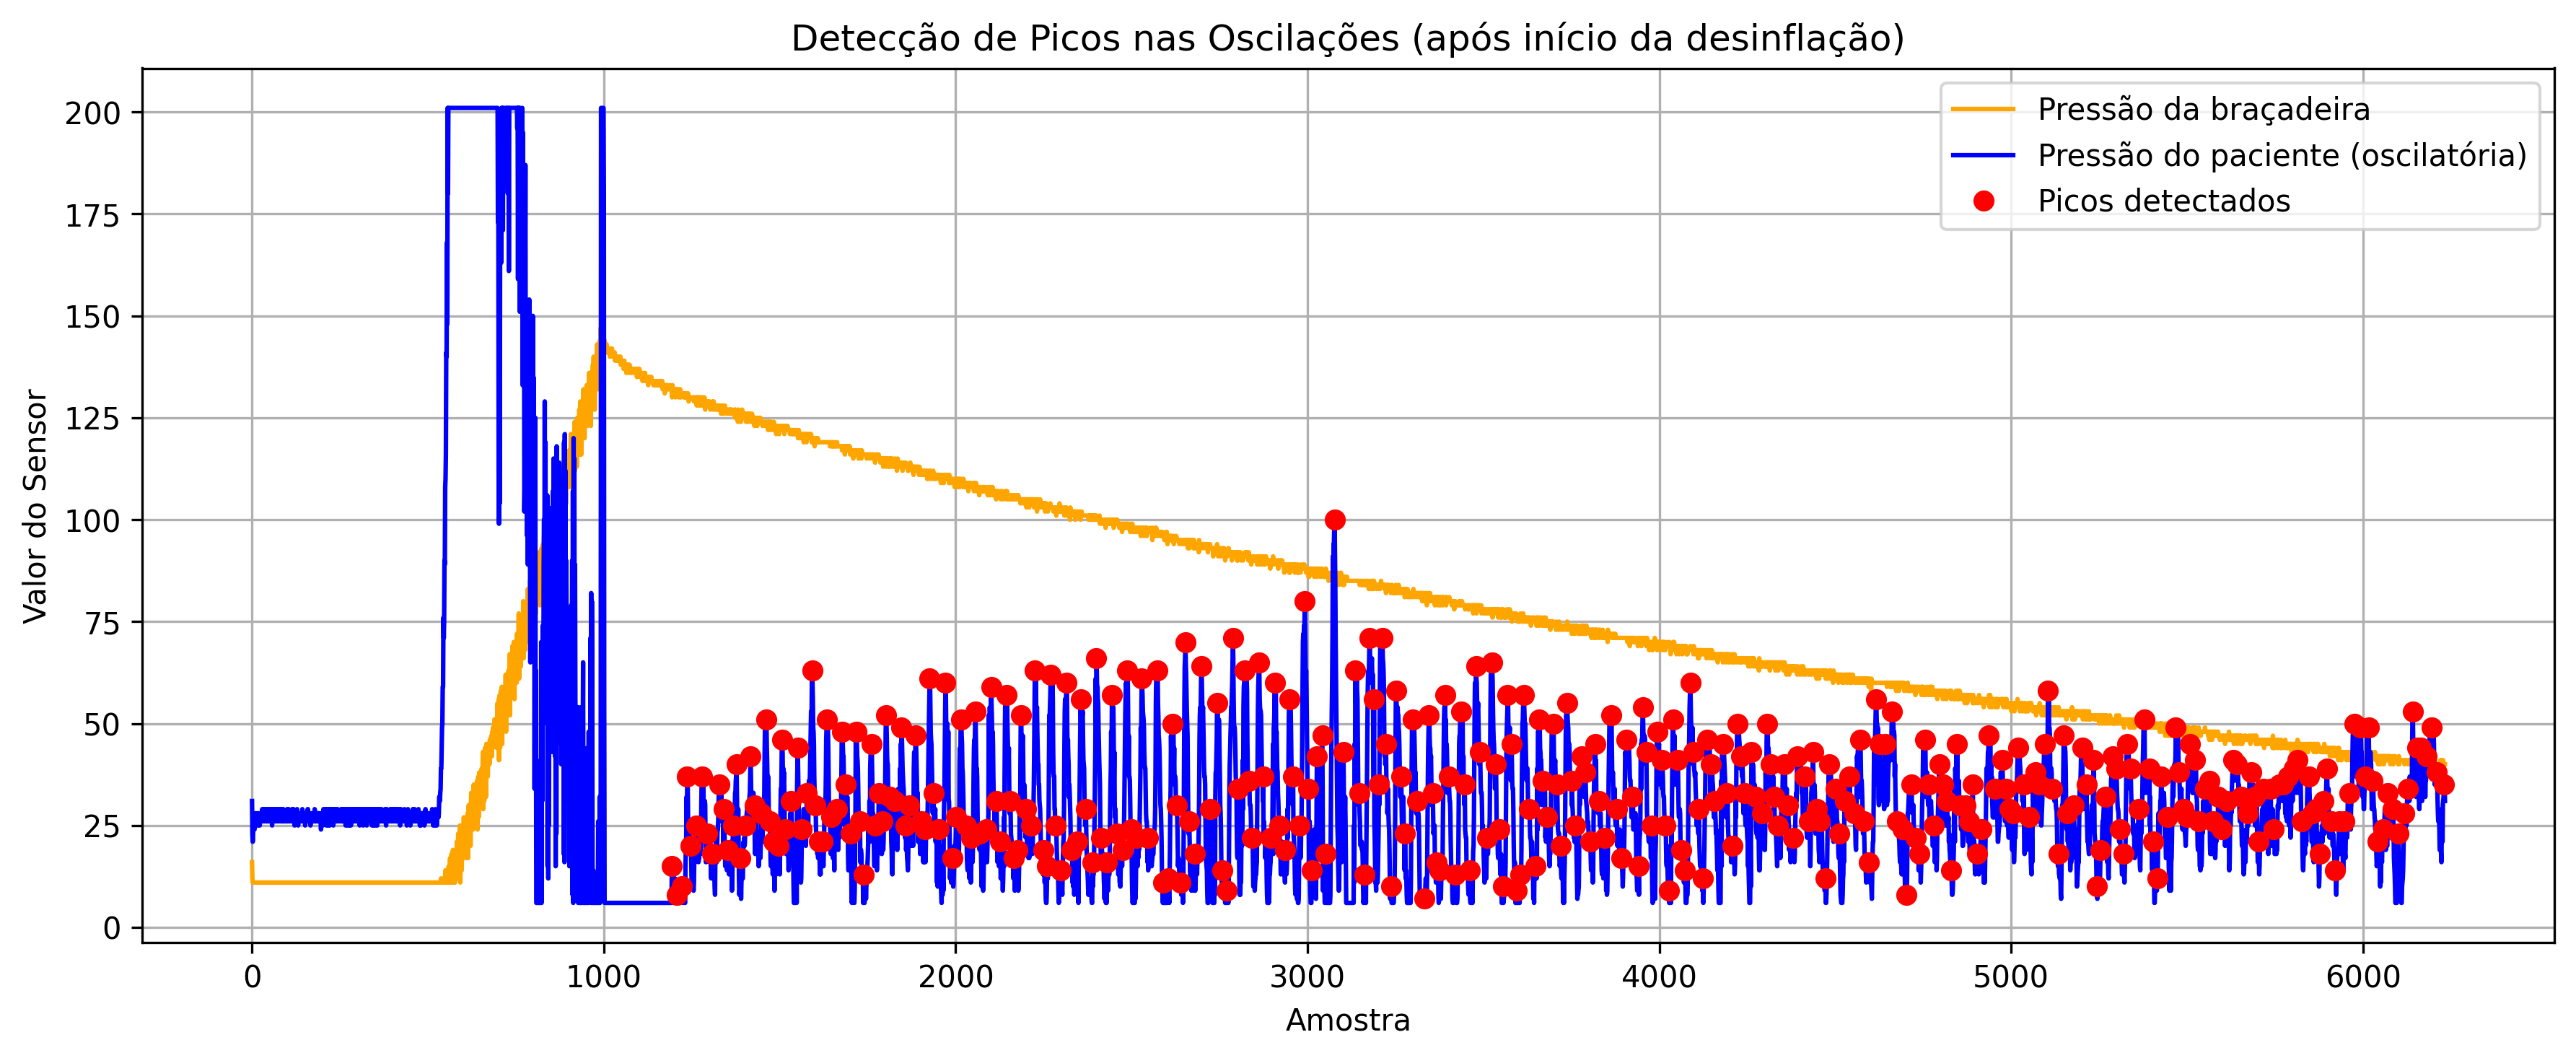 Detecção de Picos nas Oscilações (após início da desinflação)
Pressão da braçadeira
Pressão do paciente (oscilatória)
Picos detectados
Valor do Sensor
200
175
150
125
100
75
50
25
0
0 1000 2000 3000 4000 5000 6000
Amostra